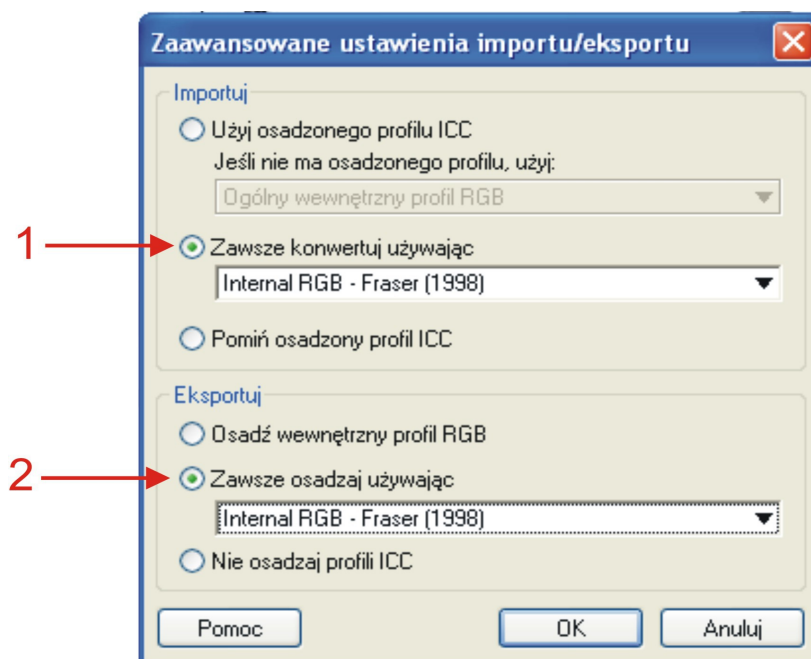 Zaawansowane ustawienia importu/eksportu
Importuj
Użyj osadzonego profilu ICC
Jeśli nie ma osadzonego profilu, użyj:
Ogólny wewnętrzny profil RGB
1
Zawsze konwertuj używając
Internal RGB - Fraser (1998)
Pomiń osadzony profil ICC
Eksportuj
Osadź wewnętrzny profil RGB
2
Zawsze osadzaj używając
Internal RGB - Fraser (1998)
Nie osadzaj profili ICC
Pomoc
OK
Anuluj